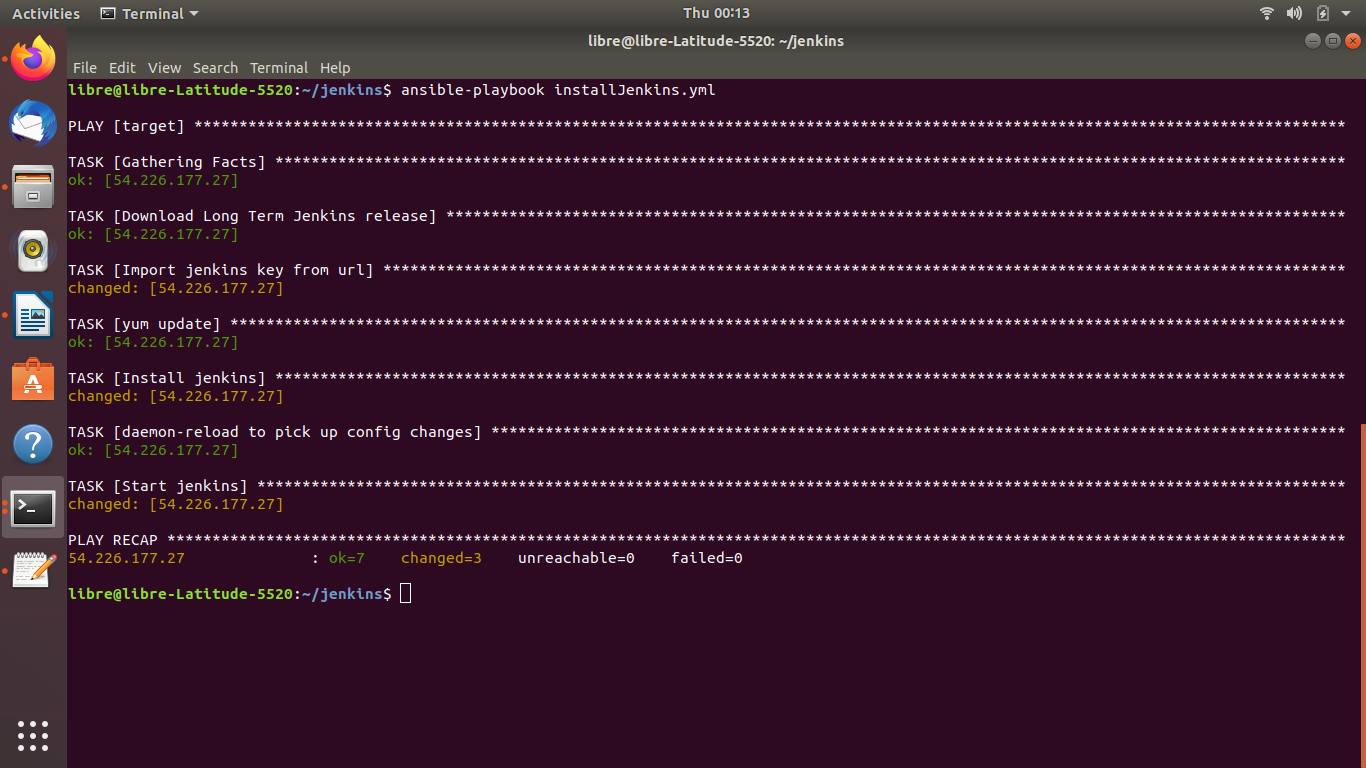 Activities Terminal Thu 00:13
libre@libre-Latitude-5520: ~/jenkins
File Edit View Search Terminal Help
libre@libre-Latitude-5520:~/jenkins$ ansible-playbook installJenkins.yml
PLAY [target] ********************************************************************************************************************************
TASK [Gathering Facts] ***********************************************************************************************************************
ok: [54.226.177.27]
TASK [Download Long Term Jenkins release] ****************************************************************************************************
ok: [54.226.177.27]
TASK [Import jenkins key from url] ***********************************************************************************************************
changed: [54.226.177.27]
TASK [yum update] ****************************************************************************************************************************
ok: [54.226.177.27]
TASK [Install jenkins] ***********************************************************************************************************************
changed: [54.226.177.27]
TASK [daemon-reload to pick up config changes] ***********************************************************************************************
ok: [54.226.177.27]
TASK [Start jenkins] *************************************************************************************************************************
changed: [54.226.177.27]
PLAY RECAP ***********************************************************************************************************************************
54.226.177.27              : ok=7    changed=3    unreachable=0    failed=0
libre@libre-Latitude-5520:~/jenkins$